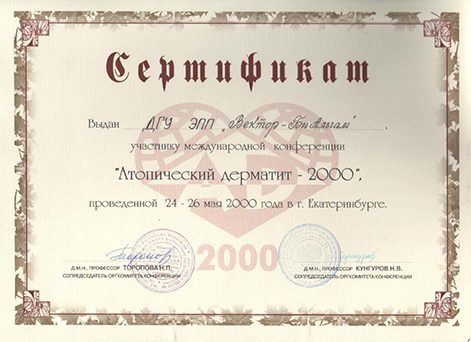 Сертификат
Выдан ДГУ ЭПП „Вектор-БиАльгам"
участнику международной конференции
"Атопический дерматит - 2000",
проведенной 24 - 26 мая 2000 года в г. Екатеринбурге.
АД
2000
Д.М.Н., ПРОФЕССОР ТОРОПОВА Н.П.,
СОПРЕДСЕДАТЕЛЬ ОРГКОМИТЕТА КОНФЕРЕНЦИИ
Д.М.Н., ПРОФЕССОР КУНГУРОВ Н.В.
СОПРЕДСЕДАТЕЛЬ ОРГКОМИТЕТА КОНФЕРЕНЦИИ